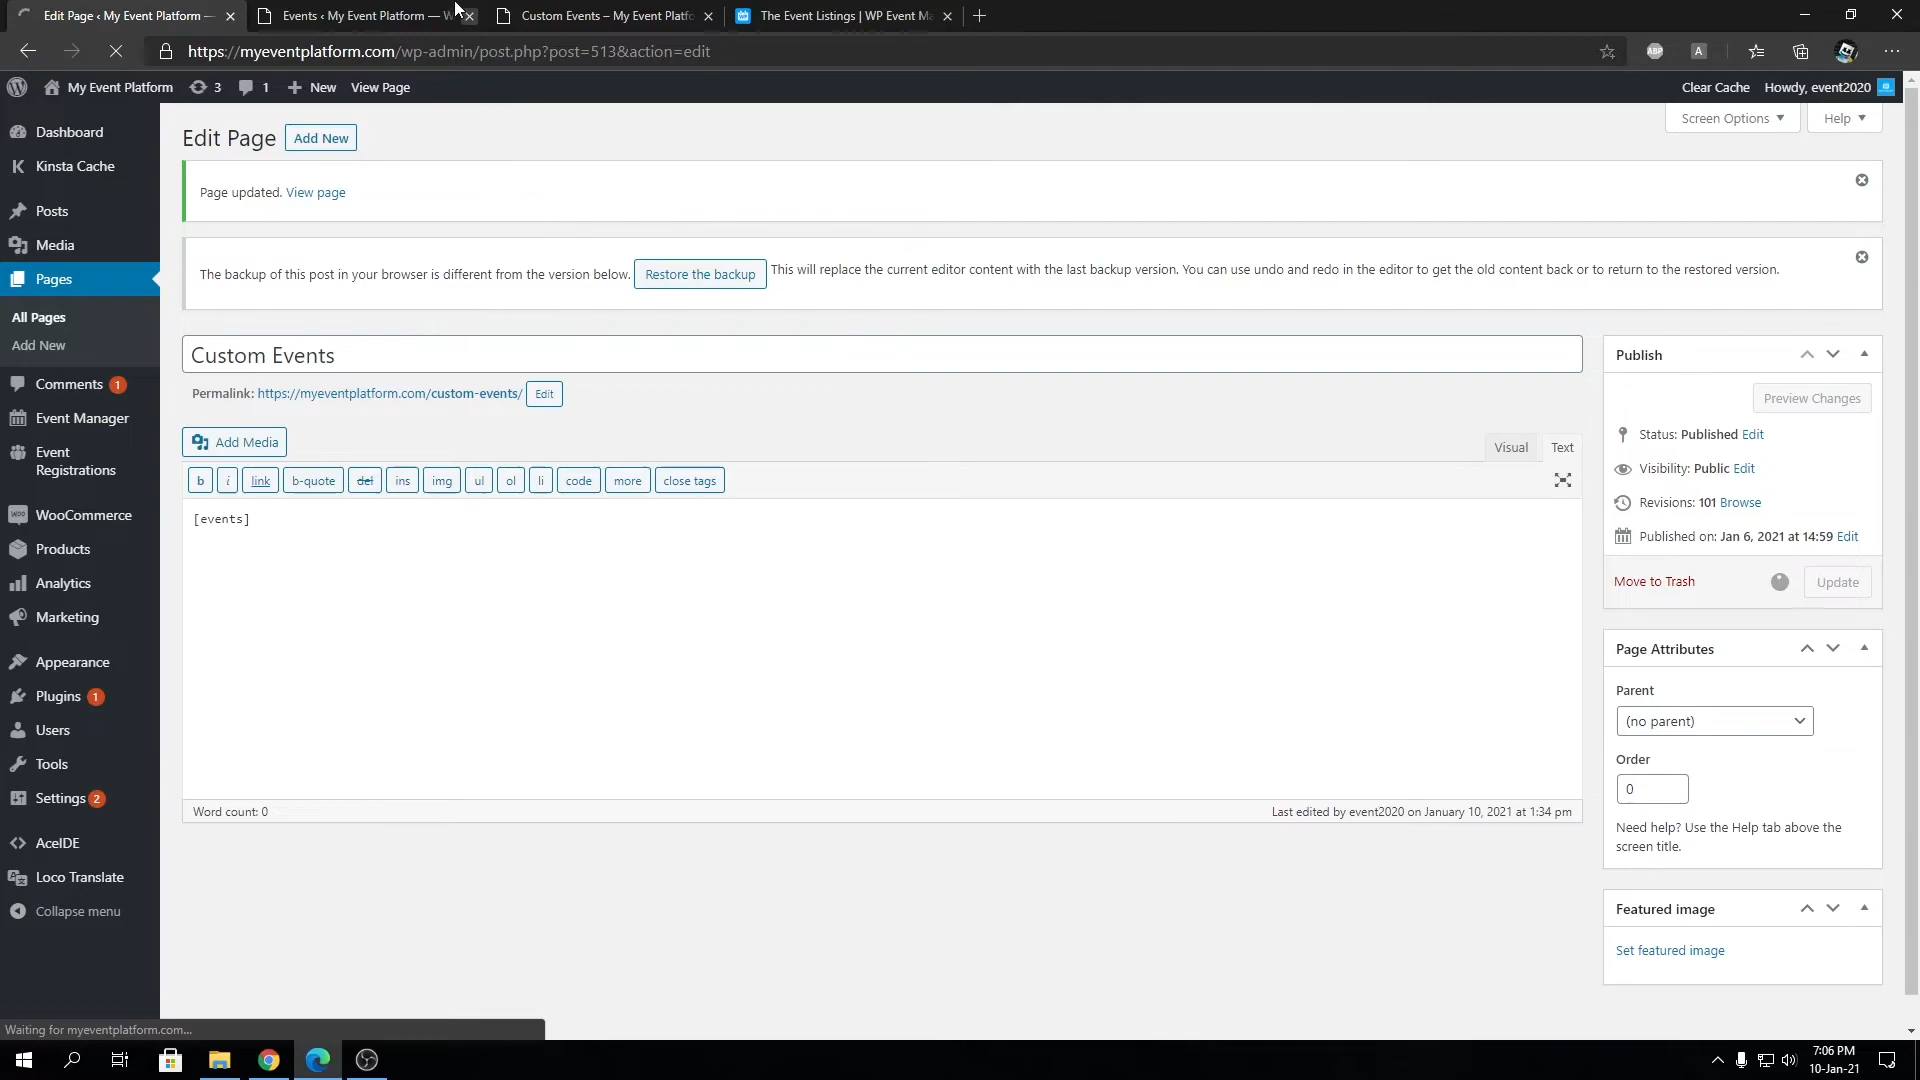 Edit Page ‹ My Event Platform —
Events ‹ My Event Platform — W
Custom Events – My Event Platfo
The Event Listings | WP Event Ma
https://myeventplatform.com/wp-admin/post.php?post=513&action=edit
ABP
A
My Event Platform
3
1
New
View Page
Clear Cache
Howdy, event2020
Dashboard
Kinsta Cache
Posts
Media
Pages
All Pages
Add New
Comments 1
Event Manager
Event
Registrations
WooCommerce
Products
Analytics
Marketing
Appearance
Plugins 1
Users
Tools
Settings 2
AceIDE
Loco Translate
Collapse menu
Screen Options
Help
Edit Page
Add New
Page updated. View page
The backup of this post in your browser is different from the version below. Restore the backup This will replace the current editor content with the last backup version. You can use undo and redo in the editor to get the old content back or to return to the restored version.
Custom Events
Permalink: https://myeventplatform.com/custom-events/ Edit
Add Media
Visual
Text
b
i
link
b-quote
del
ins
img
ul
ol
li
code
more
close tags
[events]
Word count: 0
Last edited by event2020 on January 10, 2021 at 1:34 pm
Publish
Preview Changes
Status: Published Edit
Visibility: Public Edit
Revisions: 101 Browse
Published on: Jan 6, 2021 at 14:59 Edit
Move to Trash
Update
Page Attributes
Parent
(no parent)
Order
0
Need help? Use the Help tab above the
screen title.
Featured image
Set featured image
Waiting for myeventplatform.com...
7:06 PM
10-Jan-21